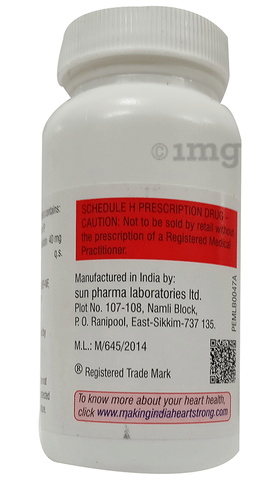 1mg
contains:
40 mg
q.s.
SCHEDULE H PRESCRIPTION DRUG –
CAUTION: Not to be sold by retail without
the prescription of a Registered Medical
Practitioner.
Manufactured in India by:
sun pharma laboratories ltd.
Plot No. 107-108, Namli Block,
P. O. Ranipool, East-Sikkim-737 135.
M.L.: M/645/2014
® Registered Trade Mark
PEMLB0047A
To know more about your heart health,
click www.makingindiaheartstrong.com